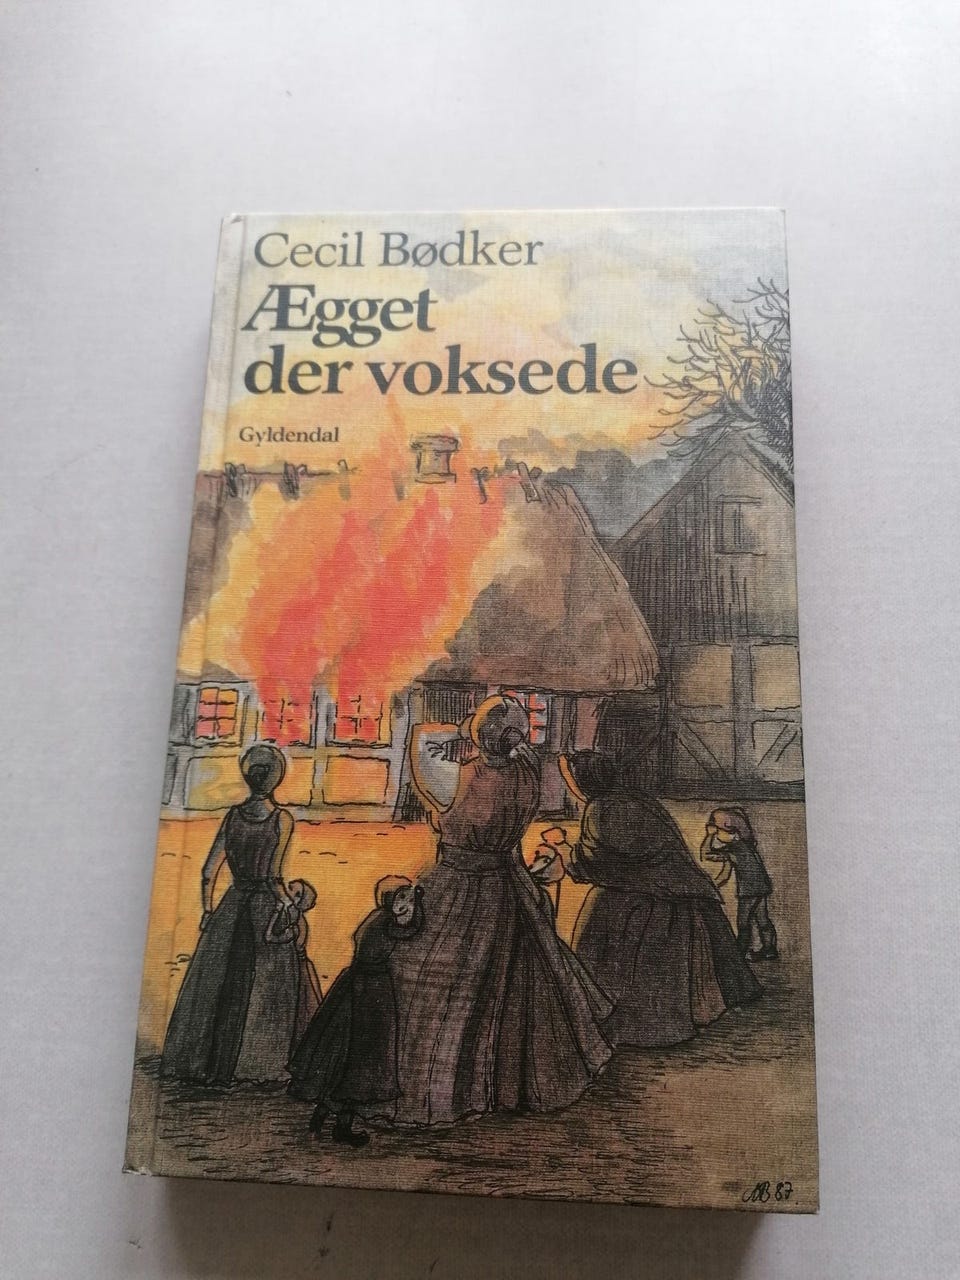 Cecil Bødker
Ægget
der voksede
Gyldendal